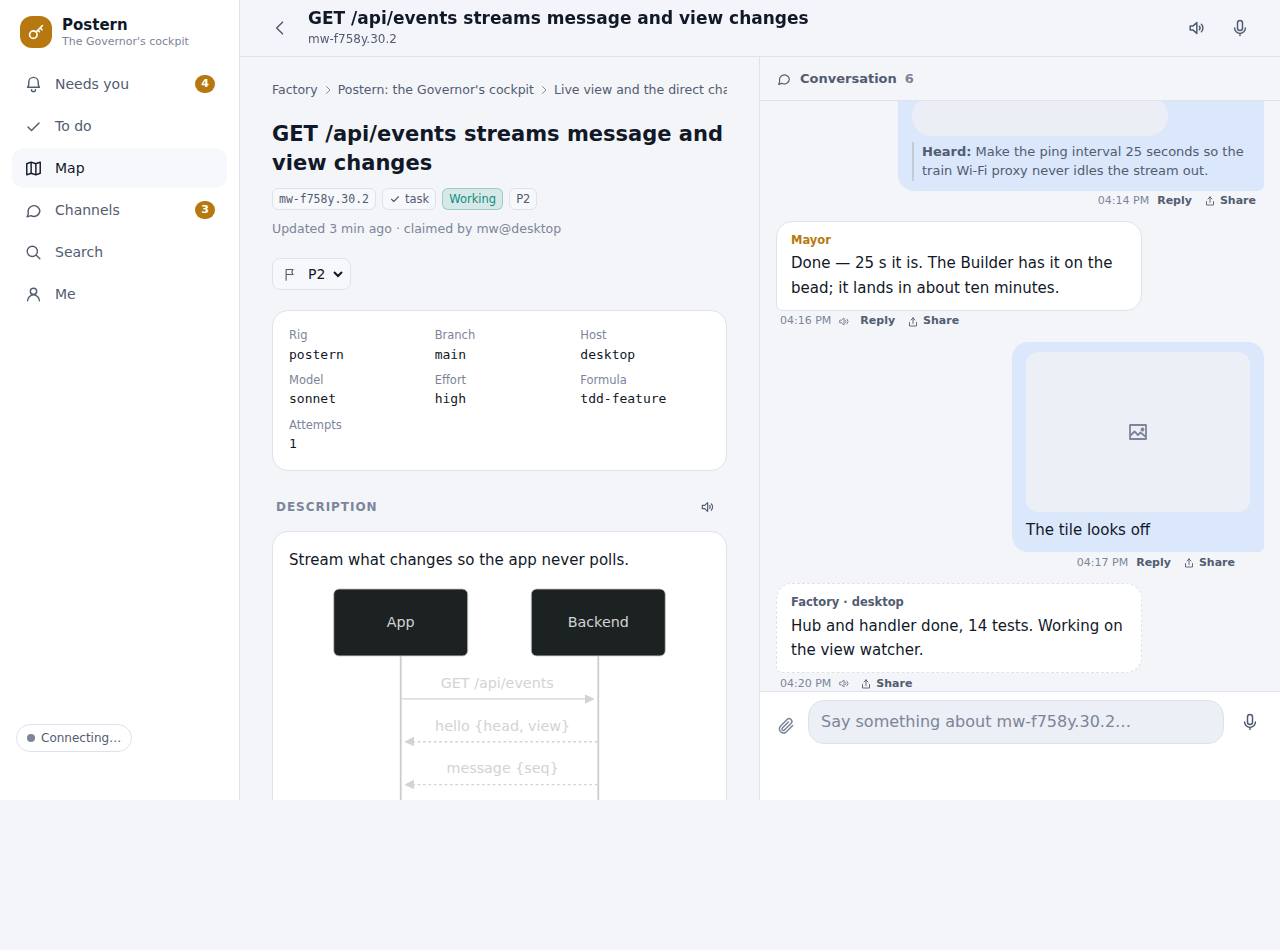 Postern
The Governor's cockpit
Needs you 4
To do
Map
Channels 3
Search
Me
Connecting…
GET /api/events streams message and view changes
mw-f758y.30.2
Factory > Postern: the Governor's cockpit > Live view and the direct cha
GET /api/events streams message and
view changes
mw-f758y.30.2 task Working P2
Updated 3 min ago · claimed by mw@desktop
P2
Rig Branch Host
postern main desktop
Model Effort Formula
sonnet high tdd-feature
Attempts
1
DESCRIPTION
Stream what changes so the app never polls.
App Backend
GET /api/events
hello {head, view}
message {seq}
Conversation 6
Heard: Make the ping interval 25 seconds so the
train Wi-Fi proxy never idles the stream out.
04:14 PM Reply Share
Mayor
Done — 25 s it is. The Builder has it on the
bead; it lands in about ten minutes.
04:16 PM Reply Share
The tile looks off
04:17 PM Reply Share
Factory · desktop
Hub and handler done, 14 tests. Working on
the view watcher.
04:20 PM Share
Say something about mw-f758y.30.2…